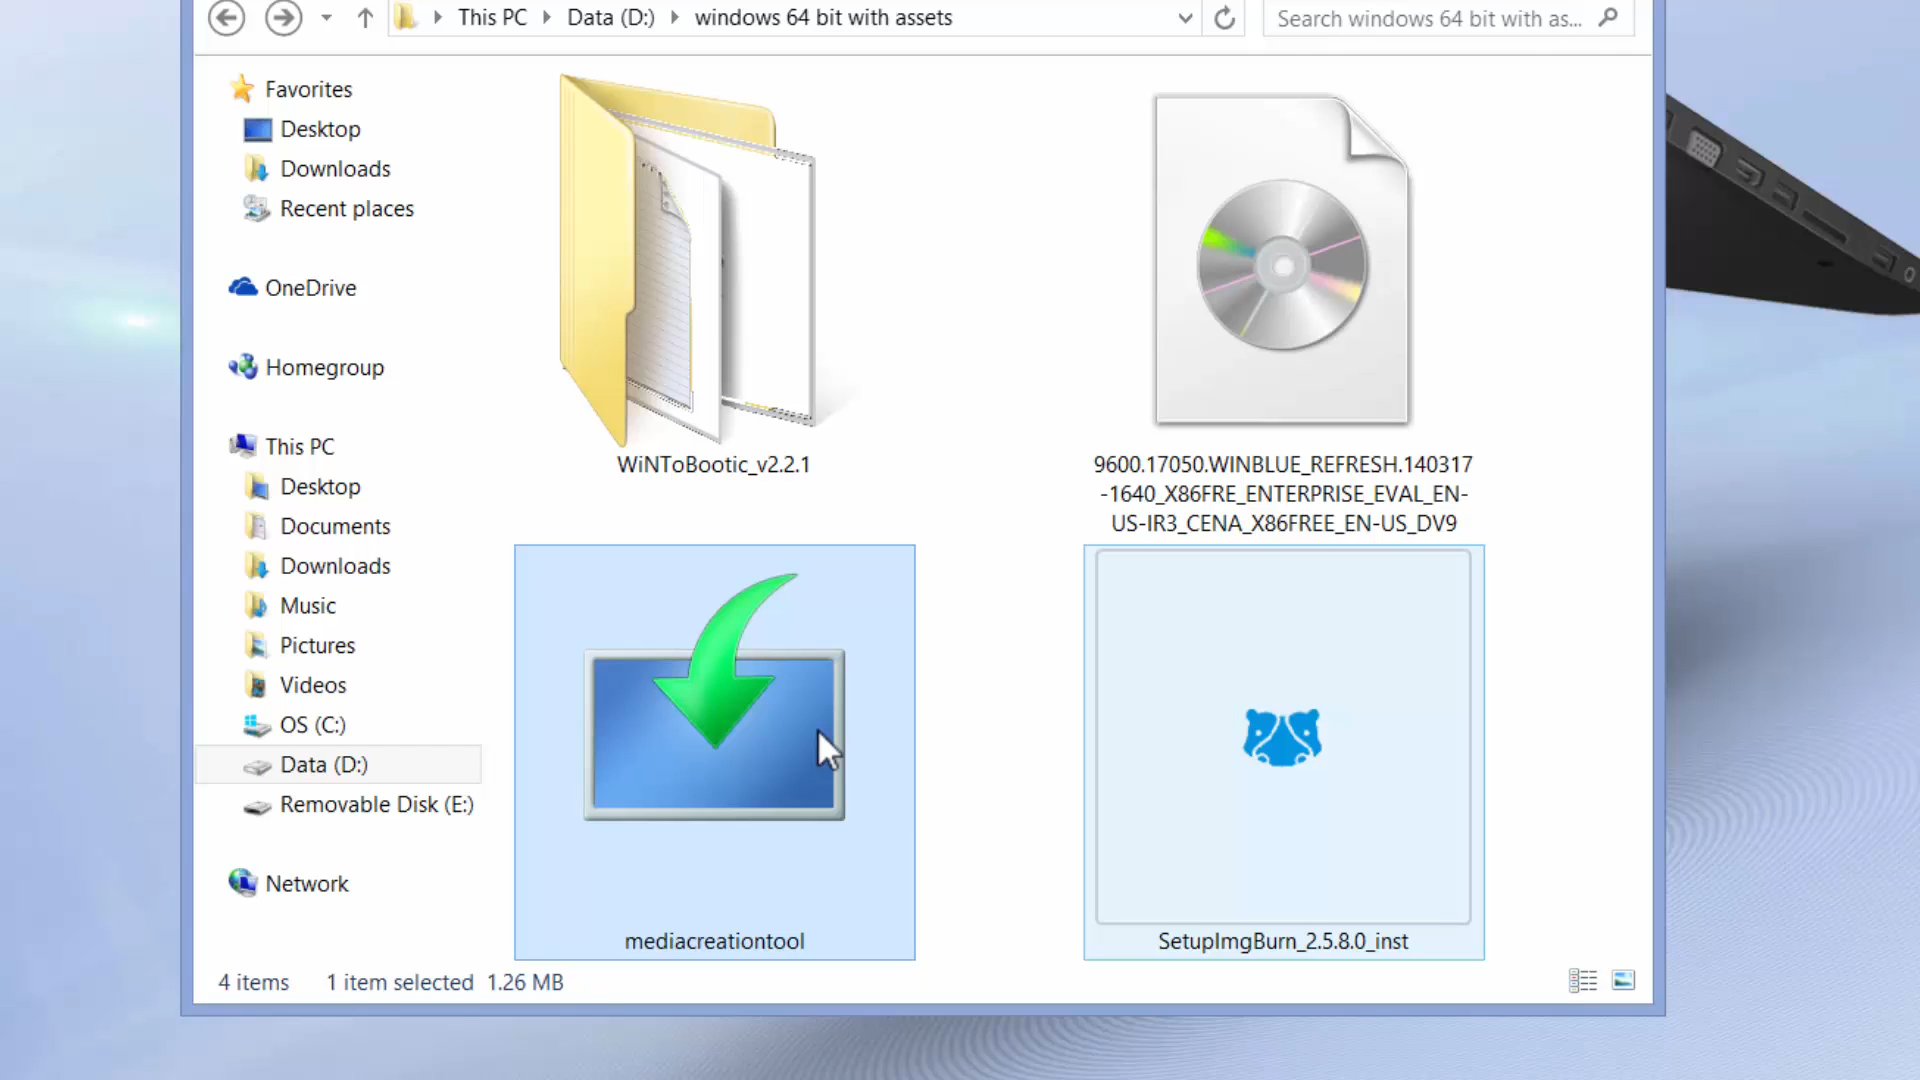 This PC Data (D:) windows 64 bit with assets
Search windows 64 bit with as...
Favorites
Desktop
Downloads
Recent places
OneDrive
Homegroup
This PC
Desktop
Documents
Downloads
Music
Pictures
Videos
OS (C:)
Data (D:)
Removable Disk (E:)
Network
WiNToBootic_v2.2.1
9600.17050.WINBLUE_REFRESH.140317
-1640_X86FRE_ENTERPRISE_EVAL_EN-
US-IR3_CENA_X86FREE_EN-US_DV9
mediacreationtool
SetupImgBurn_2.5.8.0_inst
4 items 1 item selected 1.26 MB